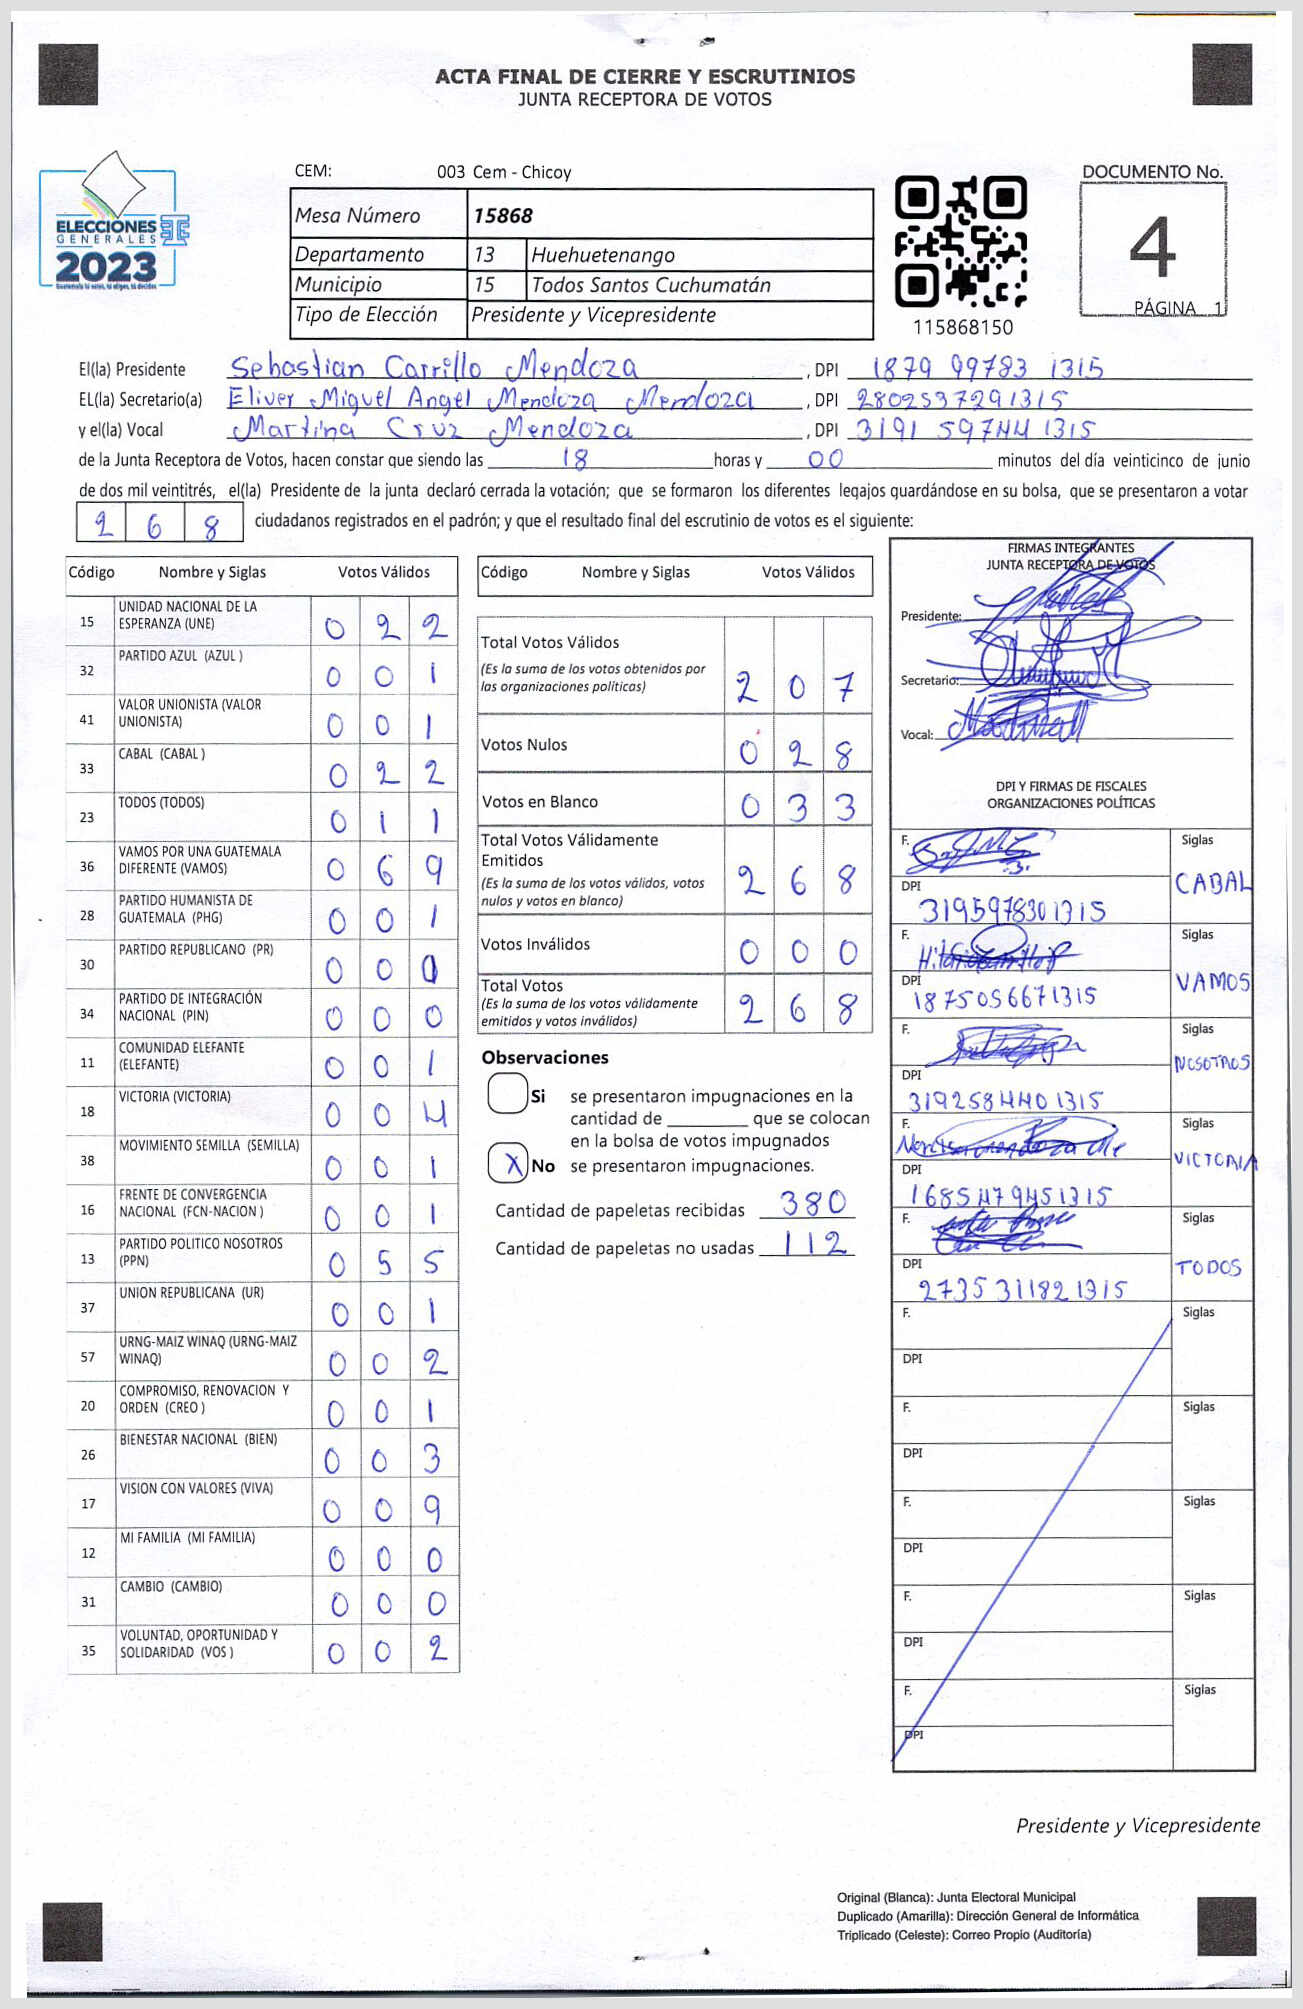 ACTA FINAL DE CIERRE Y ESCRUTINIOS
JUNTA RECEPTORA DE VOTOS
ELECCIONES
GENERALES
2023
Guatemala tú votas, tú eliges, tú decides
CEM: 003 Cem - Chicoy
Mesa Número 15868
Departamento 13 Huehuetenango
Municipio 15 Todos Santos Cuchumatán
Tipo de Elección Presidente y Vicepresidente
115868150
DOCUMENTO No.
4
PÁGINA 1
El(la) Presidente Sebastian Carrillo Mendoza , DPI 1879 99783 1315
EL(la) Secretario(a) Eliver Miguel Angel Mendoza Mendoza , DPI 2802537291315
y el(la) Vocal Martina Cruz Mendoza , DPI 3191 59744 1315
de la Junta Receptora de Votos, hacen constar que siendo las 18 horas y 00 minutos del día veinticinco de junio
de dos mil veintitrés, el(la) Presidente de la junta declaró cerrada la votación; que se formaron los diferentes legajos guardándose en su bolsa, que se presentaron a votar
268 ciudadanos registrados en el padrón; y que el resultado final del escrutinio de votos es el siguiente:
Código Nombre y Siglas Votos Válidos
15 UNIDAD NACIONAL DE LA
ESPERANZA (UNE) 0 2 2
32 PARTIDO AZUL (AZUL ) 0 0 1
41 VALOR UNIONISTA (VALOR
UNIONISTA) 0 0 1
33 CABAL (CABAL ) 0 2 2
23 TODOS (TODOS) 0 1 1
36 VAMOS POR UNA GUATEMALA
DIFERENTE (VAMOS) 0 6 9
28 PARTIDO HUMANISTA DE
GUATEMALA (PHG) 0 0 1
30 PARTIDO REPUBLICANO (PR) 0 0 0
34 PARTIDO DE INTEGRACIÓN
NACIONAL (PIN) 0 0 0
11 COMUNIDAD ELEFANTE
(ELEFANTE) 0 0 1
18 VICTORIA (VICTORIA) 0 0 4
38 MOVIMIENTO SEMILLA (SEMILLA) 0 0 1
16 FRENTE DE CONVERGENCIA
NACIONAL (FCN-NACION ) 0 0 1
13 PARTIDO POLITICO NOSOTROS
(PPN) 0 5 5
37 UNION REPUBLICANA (UR) 0 0 1
57 URNG-MAIZ WINAQ (URNG-MAIZ
WINAQ) 0 0 2
20 COMPROMISO, RENOVACION Y
ORDEN (CREO ) 0 0 1
26 BIENESTAR NACIONAL (BIEN) 0 0 3
17 VISION CON VALORES (VIVA) 0 0 9
12 MI FAMILIA (MI FAMILIA) 0 0 0
31 CAMBIO (CAMBIO) 0 0 0
35 VOLUNTAD, OPORTUNIDAD Y
SOLIDARIDAD (VOS ) 0 0 2
Código Nombre y Siglas Votos Válidos
Total Votos Válidos
(Es la suma de los votos obtenidos por
las organizaciones políticas) 2 0 7
Votos Nulos 0 2 8
Votos en Blanco 0 3 3
Total Votos Válidamente
Emitidos
(Es la suma de los votos válidos, votos
nulos y votos en blanco) 2 6 8
Votos Inválidos 0 0 0
Total Votos
(Es la suma de los votos válidamente
emitidos y votos inválidos) 2 6 8
Observaciones
Si se presentaron impugnaciones en la
cantidad de que se colocan
en la bolsa de votos impugnados
X No se presentaron impugnaciones.
Cantidad de papeletas recibidas 380
Cantidad de papeletas no usadas 112
FIRMAS INTEGRANTES
JUNTA RECEPTORA DE VOTOS
Presidente:
Secretario:
Vocal:
DPI Y FIRMAS DE FISCALES
ORGANIZACIONES POLÍTICAS
F. Siglas
CABAL
DPI
3195978301315
F. Siglas
VAMOS
DPI
1875056671315
F. Siglas
NOSOTROS
DPI
3192584401315
F. Siglas
VICTORIA
DPI
1685479451315
F. Siglas
TODOS
DPI
2735311821315
F. Siglas
DPI
F. Siglas
DPI
F. Siglas
DPI
F. Siglas
DPI
F. Siglas
DPI
Presidente y Vicepresidente
Original (Blanca): Junta Electoral Municipal
Duplicado (Amarilla): Dirección General de Informática
Triplicado (Celeste): Correo Propio (Auditoría)